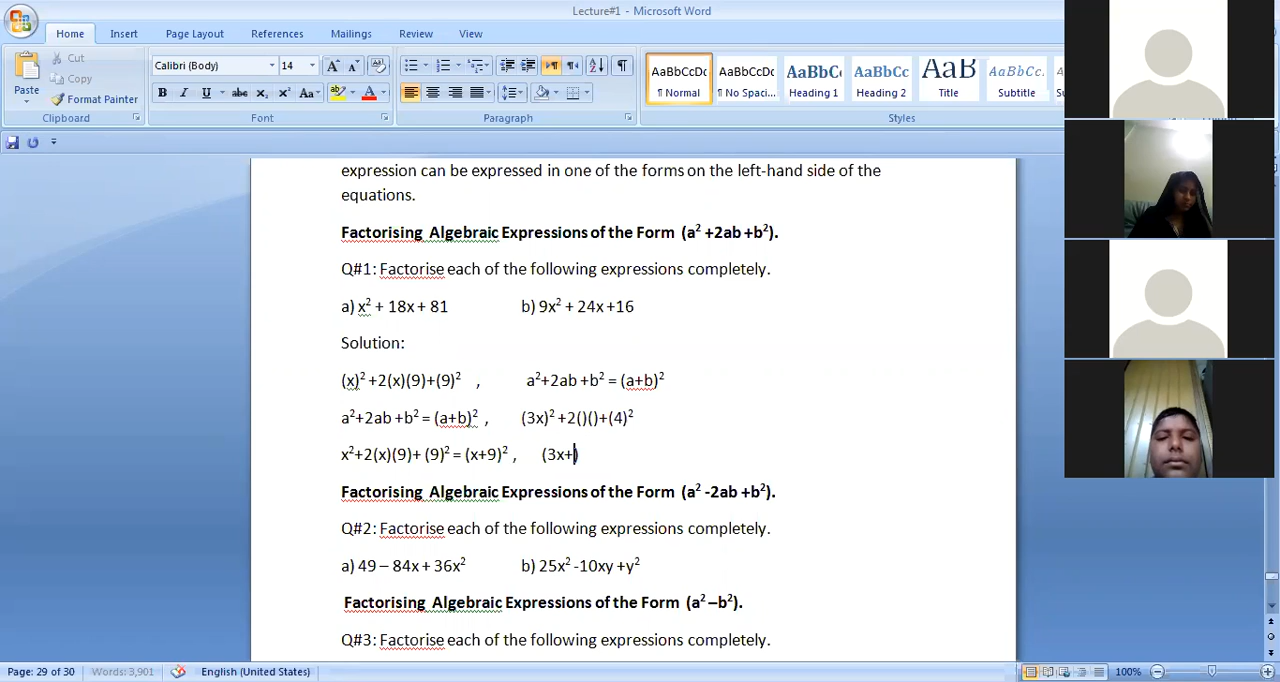 Lecture#1 - Microsoft Word
Home Insert Page Layout References Mailings Review View
Paste
Cut
Copy
Format Painter
Clipboard
Calibri (Body) 14
B I U abc x₂ x² Aa
Font
Paragraph
AaBbCcDc AaBbCcDc AaBbC AaBbCc AaB AaBbCc.
¶ Normal ¶ No Spaci... Heading 1 Heading 2 Title Subtitle
Styles
expression can be expressed in one of the forms on the left-hand side of the
equations.
Factorising Algebraic Expressions of the Form (a² +2ab +b²).
Q#1: Factorise each of the following expressions completely.
a) x² + 18x + 81 b) 9x² + 24x +16
Solution:
(x)² +2(x)(9)+(9)² , a²+2ab +b² = (a+b)²
a²+2ab +b² = (a+b)² , (3x)² +2()()+(4)²
x²+2(x)(9)+ (9)² = (x+9)² , (3x+)
Factorising Algebraic Expressions of the Form (a² -2ab +b²).
Q#2: Factorise each of the following expressions completely.
a) 49 – 84x + 36x² b) 25x² -10xy +y²
Factorising Algebraic Expressions of the Form (a² –b²).
Q#3: Factorise each of the following expressions completely.
Page: 29 of 30 Words: 3,901 English (United States) 100%